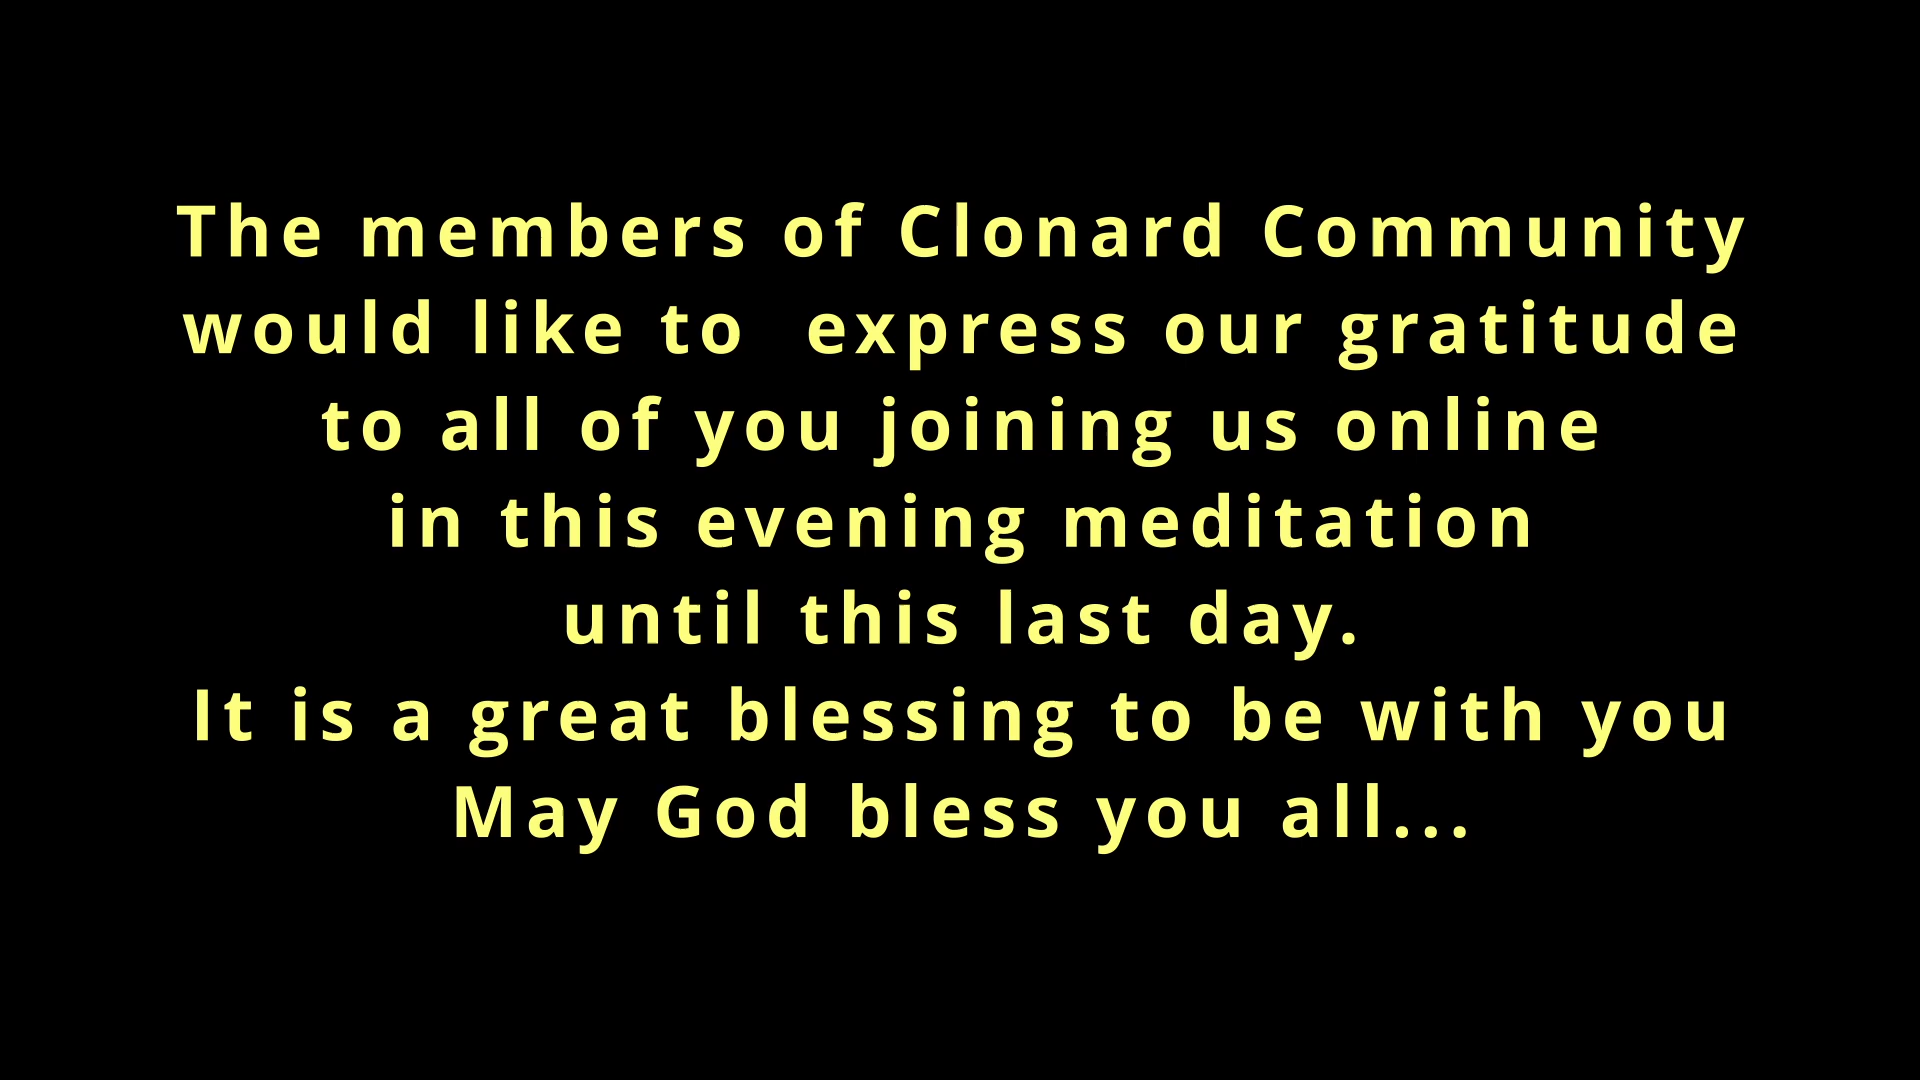 The members of Clonard Community
would like to  express our gratitude
to all of you joining us online
in this evening meditation
until this last day.
It is a great blessing to be with you
May God bless you all...